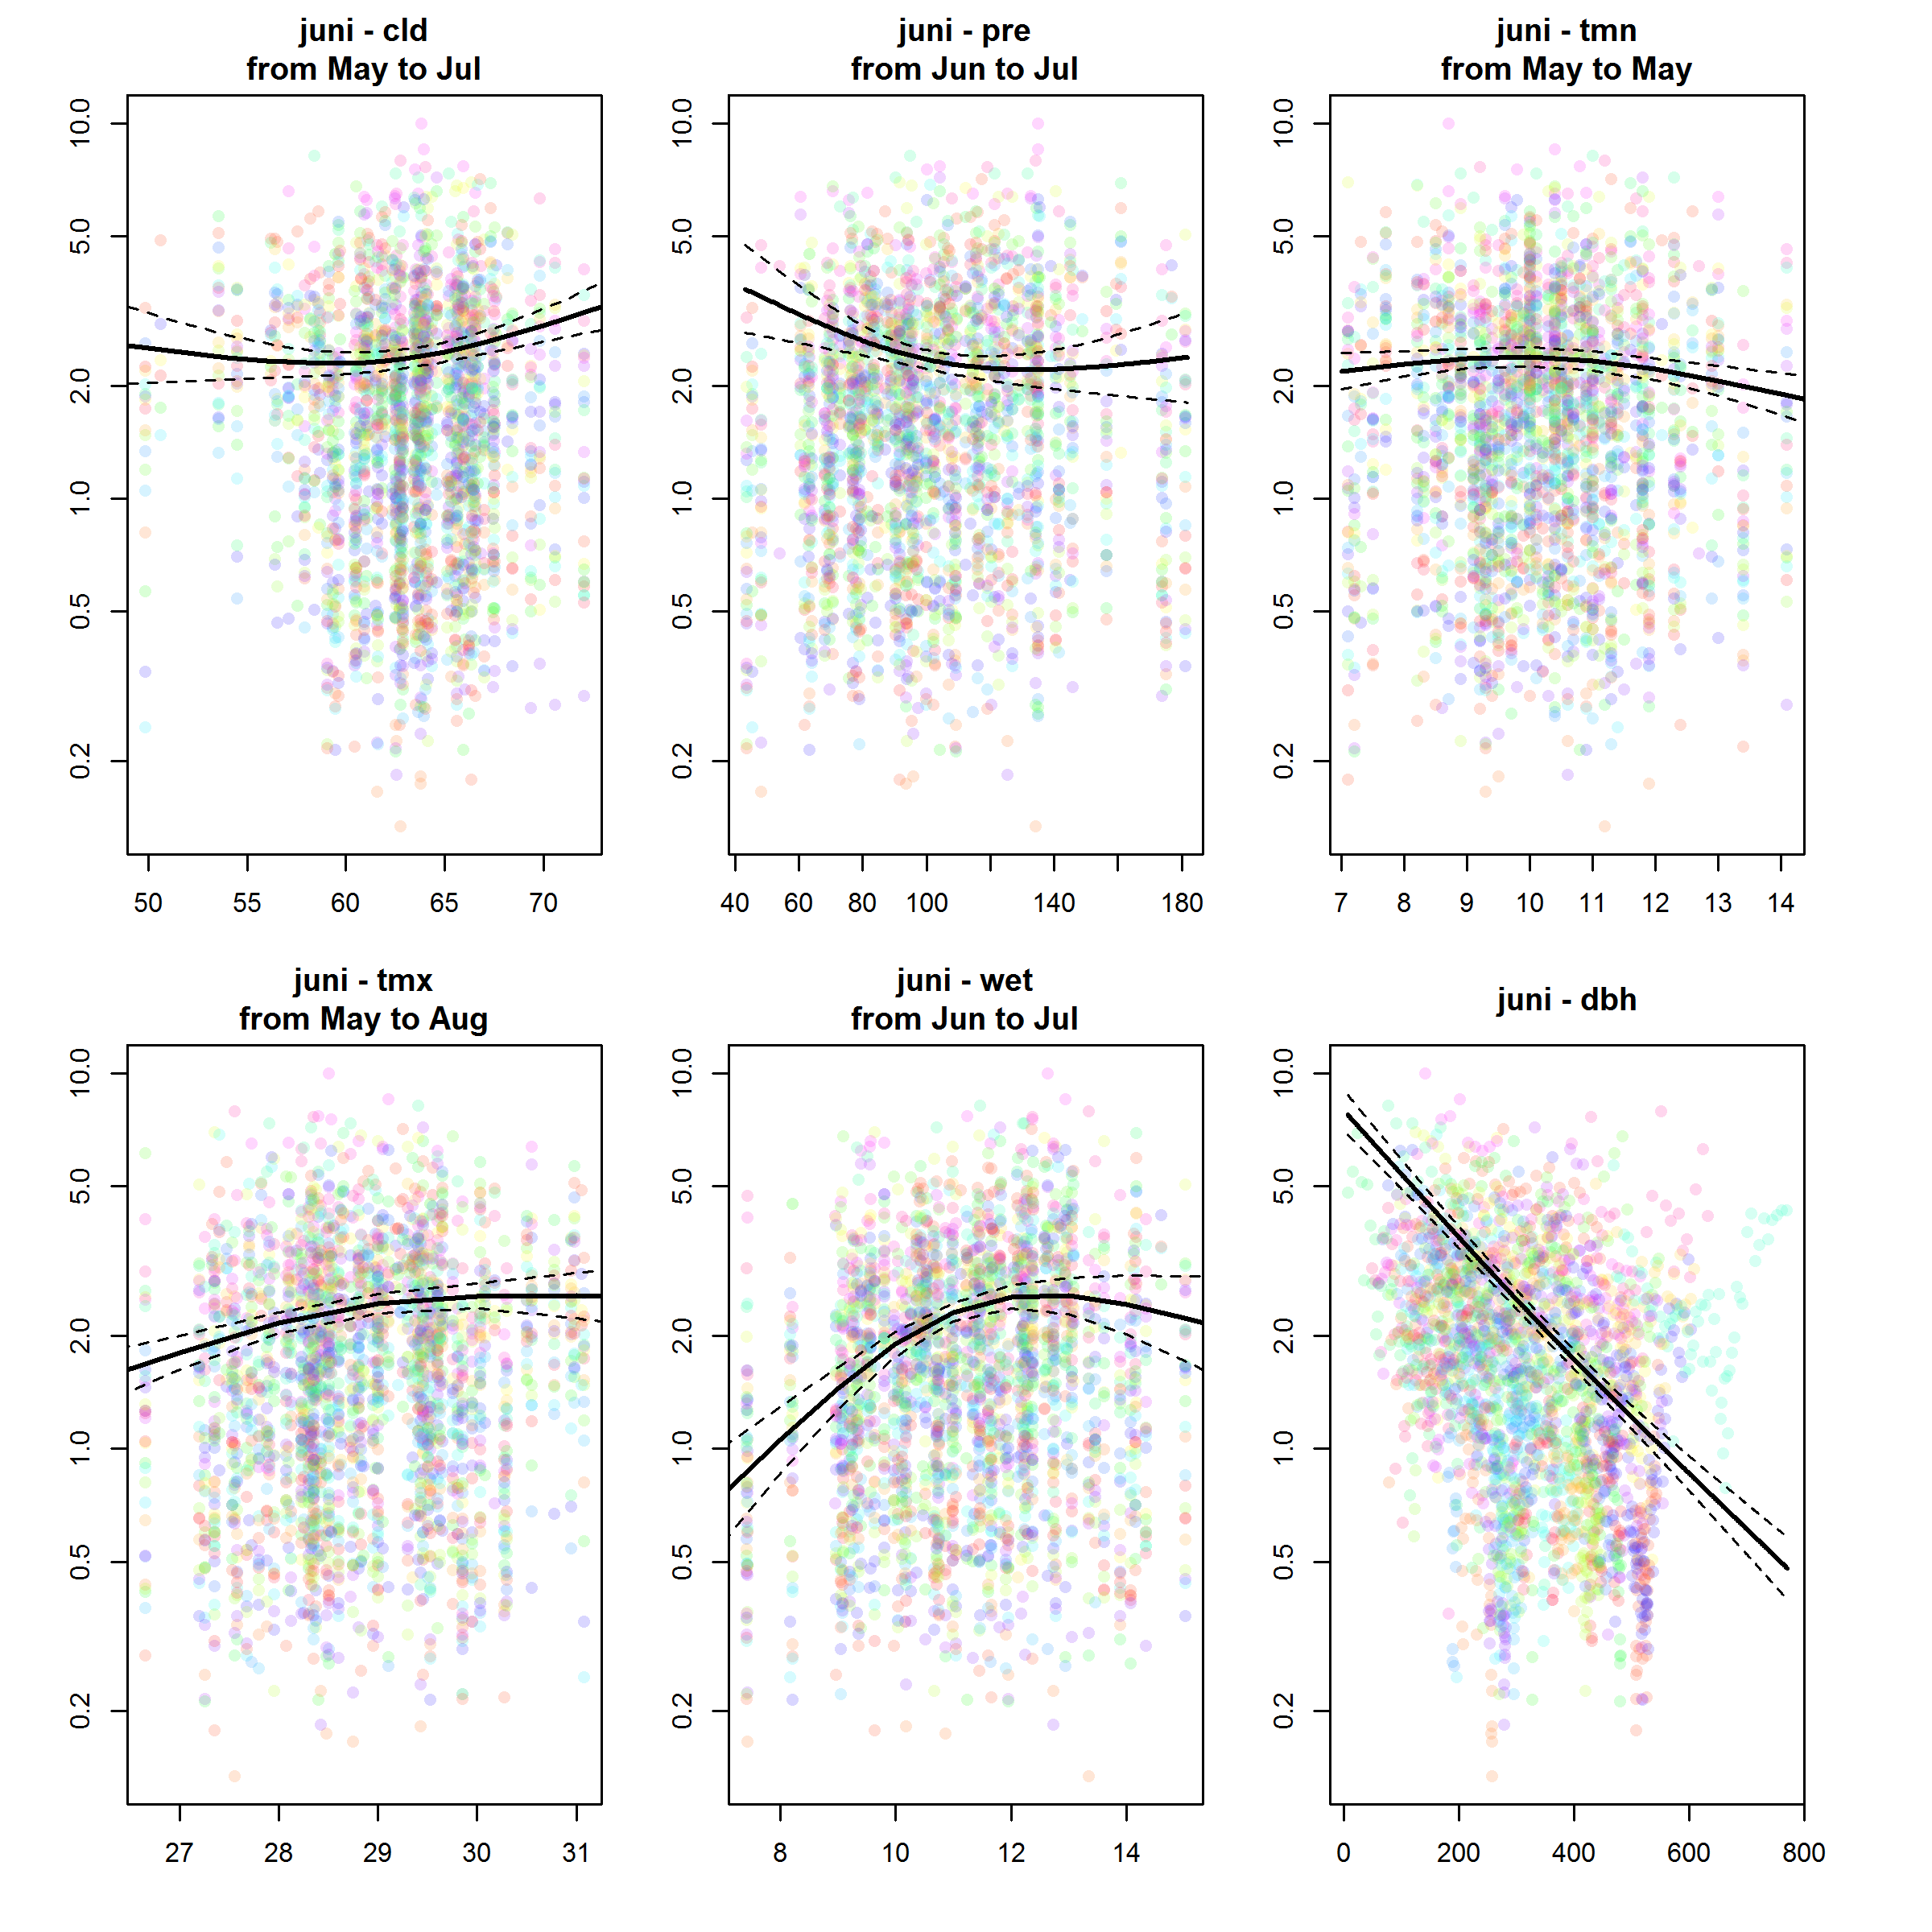 juni - cld
from May to Jul
10.0
5.0
2.0
1.0
0.5
0.2
50 55 60 65 70
juni - pre
from Jun to Jul
10.0
5.0
2.0
1.0
0.5
0.2
40 60 80 100 140 180
juni - tmn
from May to May
10.0
5.0
2.0
1.0
0.5
0.2
7 8 9 10 11 12 13 14
juni - tmx
from May to Aug
10.0
5.0
2.0
1.0
0.5
0.2
27 28 29 30 31
juni - wet
from Jun to Jul
10.0
5.0
2.0
1.0
0.5
0.2
8 10 12 14
juni - dbh
10.0
5.0
2.0
1.0
0.5
0.2
0 200 400 600 800